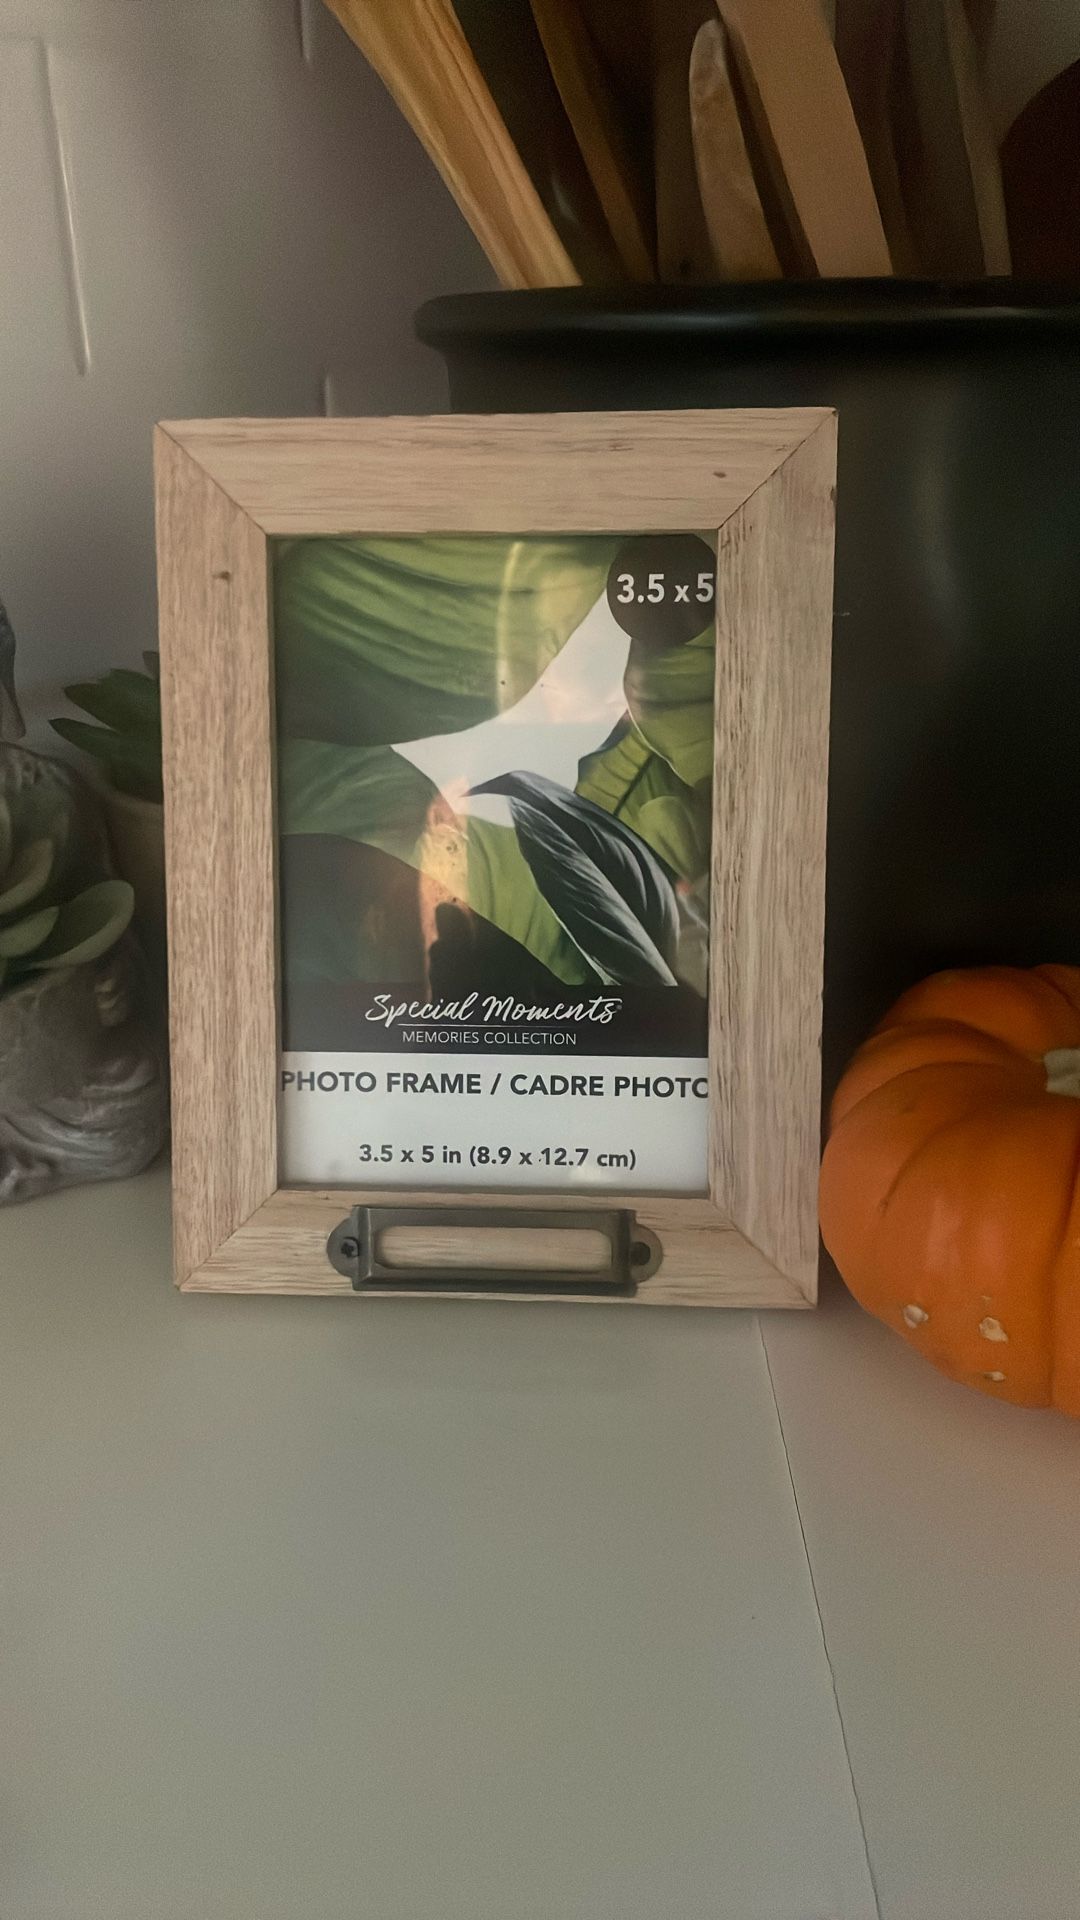 3.5 x 5
Special Moments®
MEMORIES COLLECTION
PHOTO FRAME / CADRE PHOTO
3.5 x 5 in (8.9 x 12.7 cm)